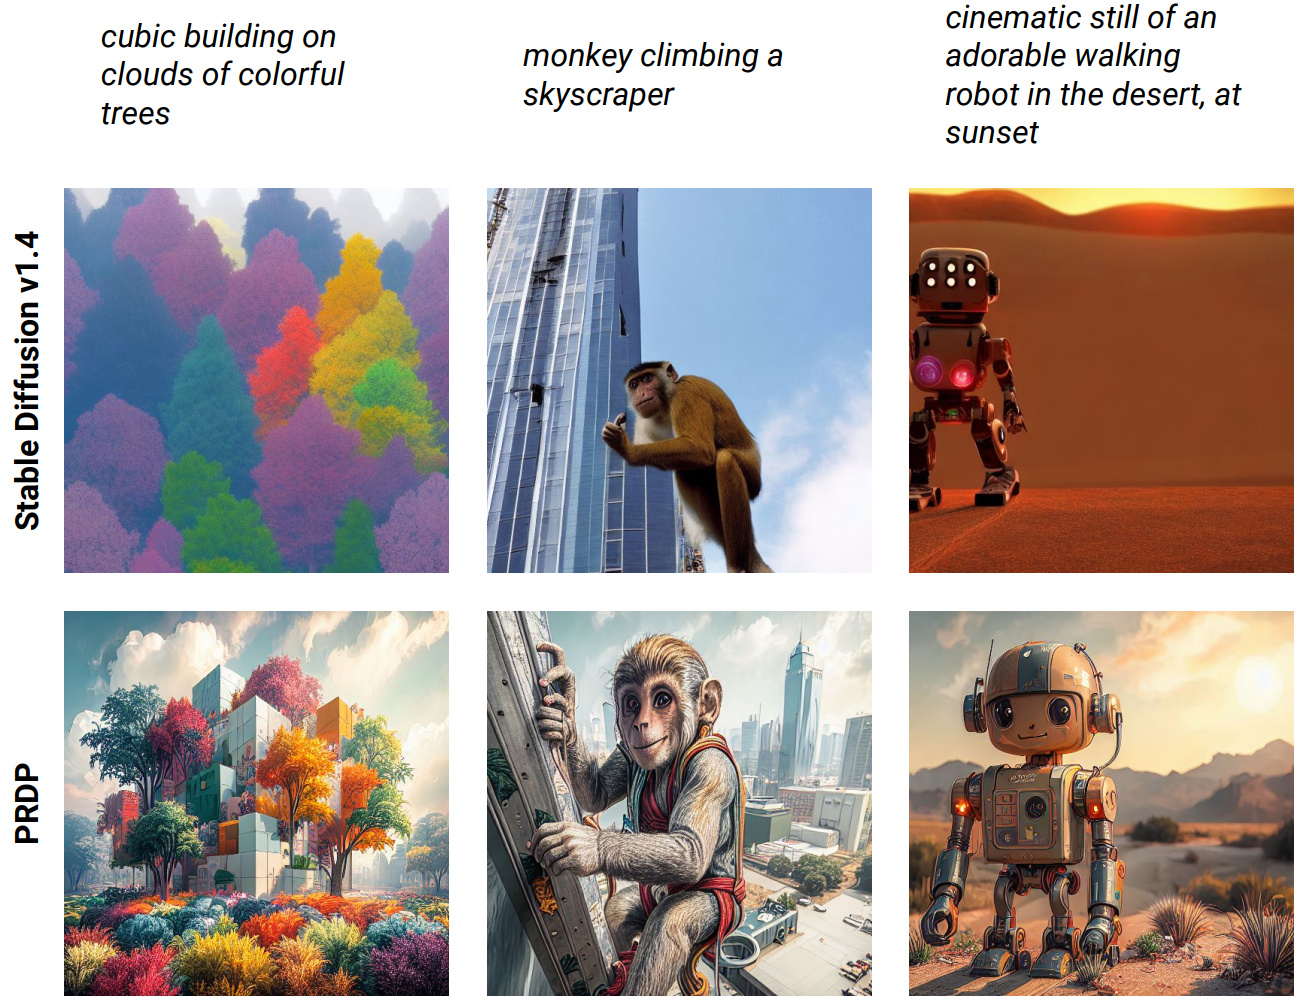 cubic building on
clouds of colorful
trees
monkey climbing a
skyscraper
cinematic still of an
adorable walking
robot in the desert, at
sunset
Stable Diffusion v1.4
PRDP